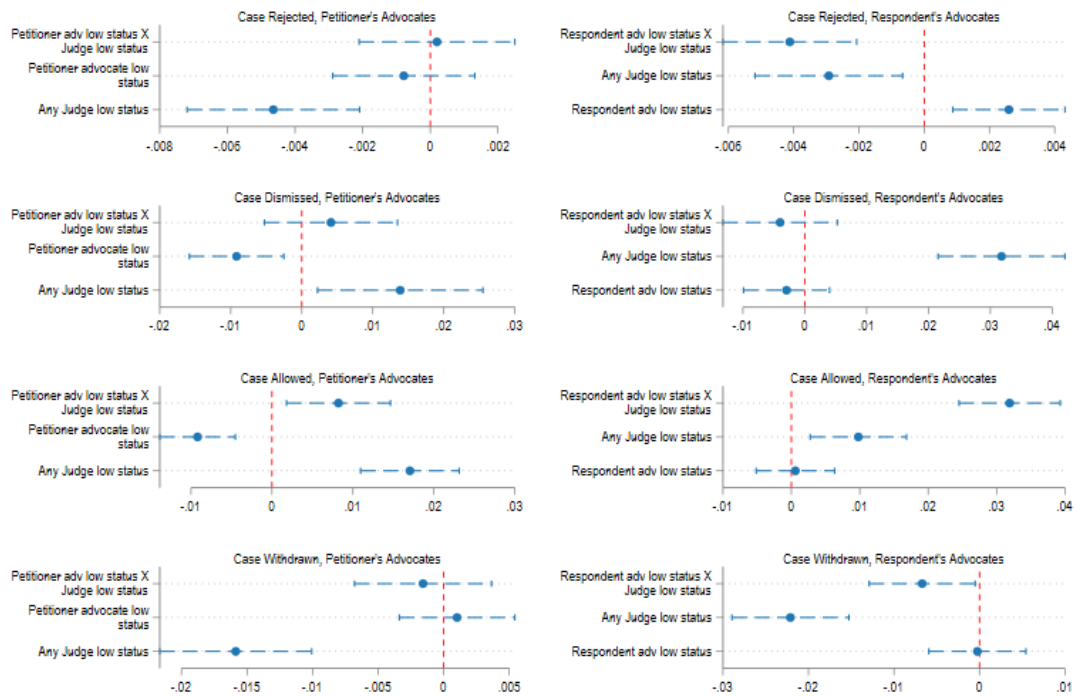 Case Rejected, Petitioner's Advocates
Petitioner adv low status X
Judge low status
Petitioner advocate low
status
Any Judge low status
-.008 -.006 -.004 -.002 0 .002
Case Rejected, Respondent's Advocates
Respondent adv low status X
Judge low status
Any Judge low status
Respondent adv low status
-.006 -.004 -.002 0 .002 .004
Case Dismissed, Petitioner's Advocates
Petitioner adv low status X
Judge low status
Petitioner advocate low
status
Any Judge low status
-.02 -.01 0 .01 .02 .03
Case Dismissed, Respondent's Advocates
Respondent adv low status X
Judge low status
Any Judge low status
Respondent adv low status
-.01 0 .01 .02 .03 .04
Case Allowed, Petitioner's Advocates
Petitioner adv low status X
Judge low status
Petitioner advocate low
status
Any Judge low status
-.01 0 .01 .02 .03
Case Allowed, Respondent's Advocates
Respondent adv low status X
Judge low status
Any Judge low status
Respondent adv low status
-.01 0 .01 .02 .03 .04
Case Withdrawn, Petitioner's Advocates
Petitioner adv low status X
Judge low status
Petitioner advocate low
status
Any Judge low status
-.02 -.015 -.01 -.005 0 .005
Case Withdrawn, Respondent's Advocates
Respondent adv low status X
Judge low status
Any Judge low status
Respondent adv low status
-.03 -.02 -.01 0 .01